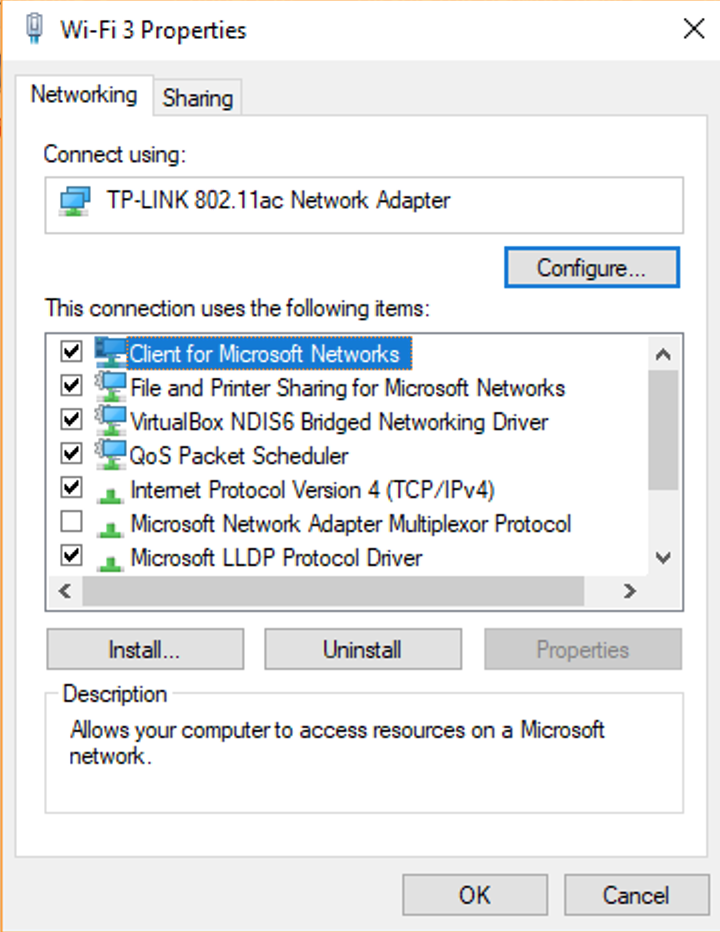 Wi-Fi 3 Properties
Networking
Sharing
Connect using:
TP-LINK 802.11ac Network Adapter
Configure...
This connection uses the following items:
Client for Microsoft Networks
File and Printer Sharing for Microsoft Networks
VirtualBox NDIS6 Bridged Networking Driver
QoS Packet Scheduler
Internet Protocol Version 4 (TCP/IPv4)
Microsoft Network Adapter Multiplexor Protocol
Microsoft LLDP Protocol Driver
Install...
Uninstall
Properties
Description
Allows your computer to access resources on a Microsoft
network.
OK
Cancel